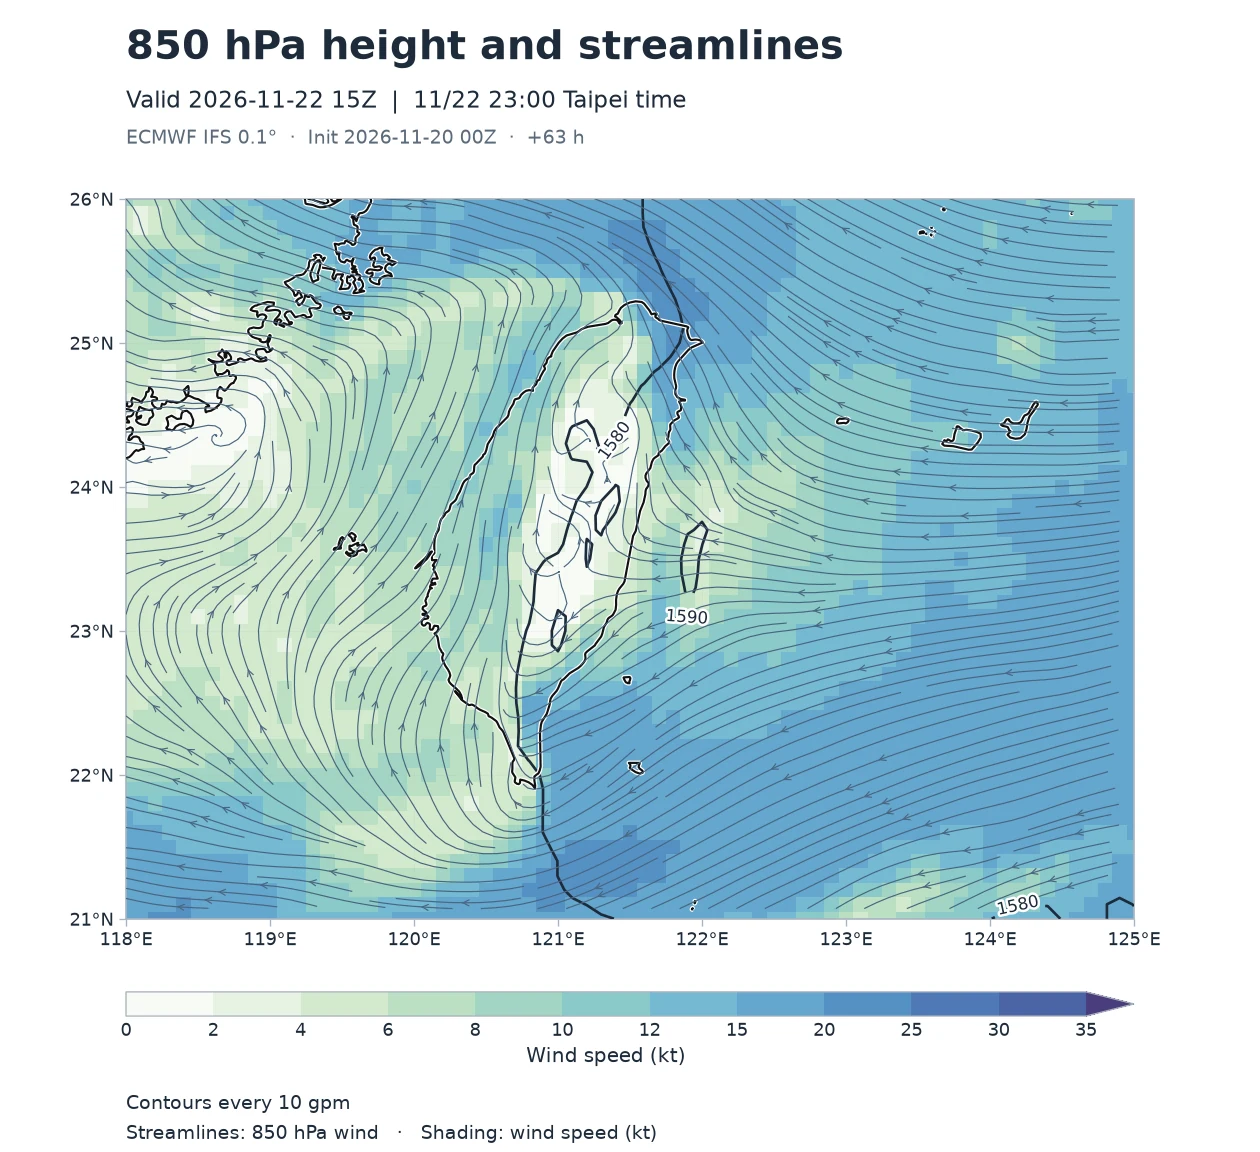 850 hPa height and streamlines
Valid 2026-11-22 15Z | 11/22 23:00 Taipei time
ECMWF IFS 0.1° · Init 2026-11-20 00Z · +63 h
26°N
25°N
24°N
23°N
22°N
21°N
1580
1590
1580
118°E 119°E 120°E 121°E 122°E 123°E 124°E 125°E
0 2 4 6 8 10 12 15 20 25 30 35
Wind speed (kt)
Contours every 10 gpm
Streamlines: 850 hPa wind · Shading: wind speed (kt)